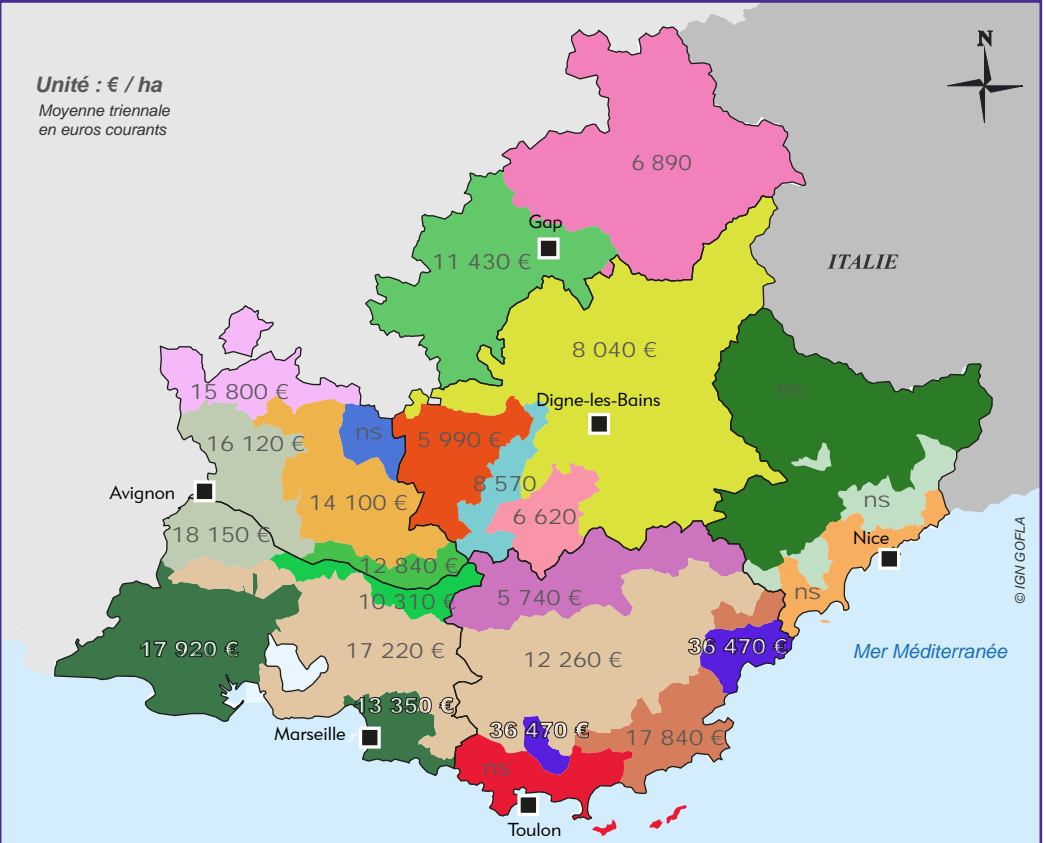 N
Unité : € / ha
Moyenne triennale
en euros courants
6 890
Gap
11 430 €
ITALIE
8 040 €
ns
15 800 €
Digne-les-Bains
16 120 €
ns
5 990 €
8 570
Avignon
14 100 €
6 620
ns
18 150 €
Nice
12 840 €
© IGN GOFLA
10 310 €
5 740 €
ns
17 920 €
17 220 €
12 260 €
36 470 €
Mer Méditerranée
13 350 €
Marseille
36 470 €
17 840 €
ns
Toulon